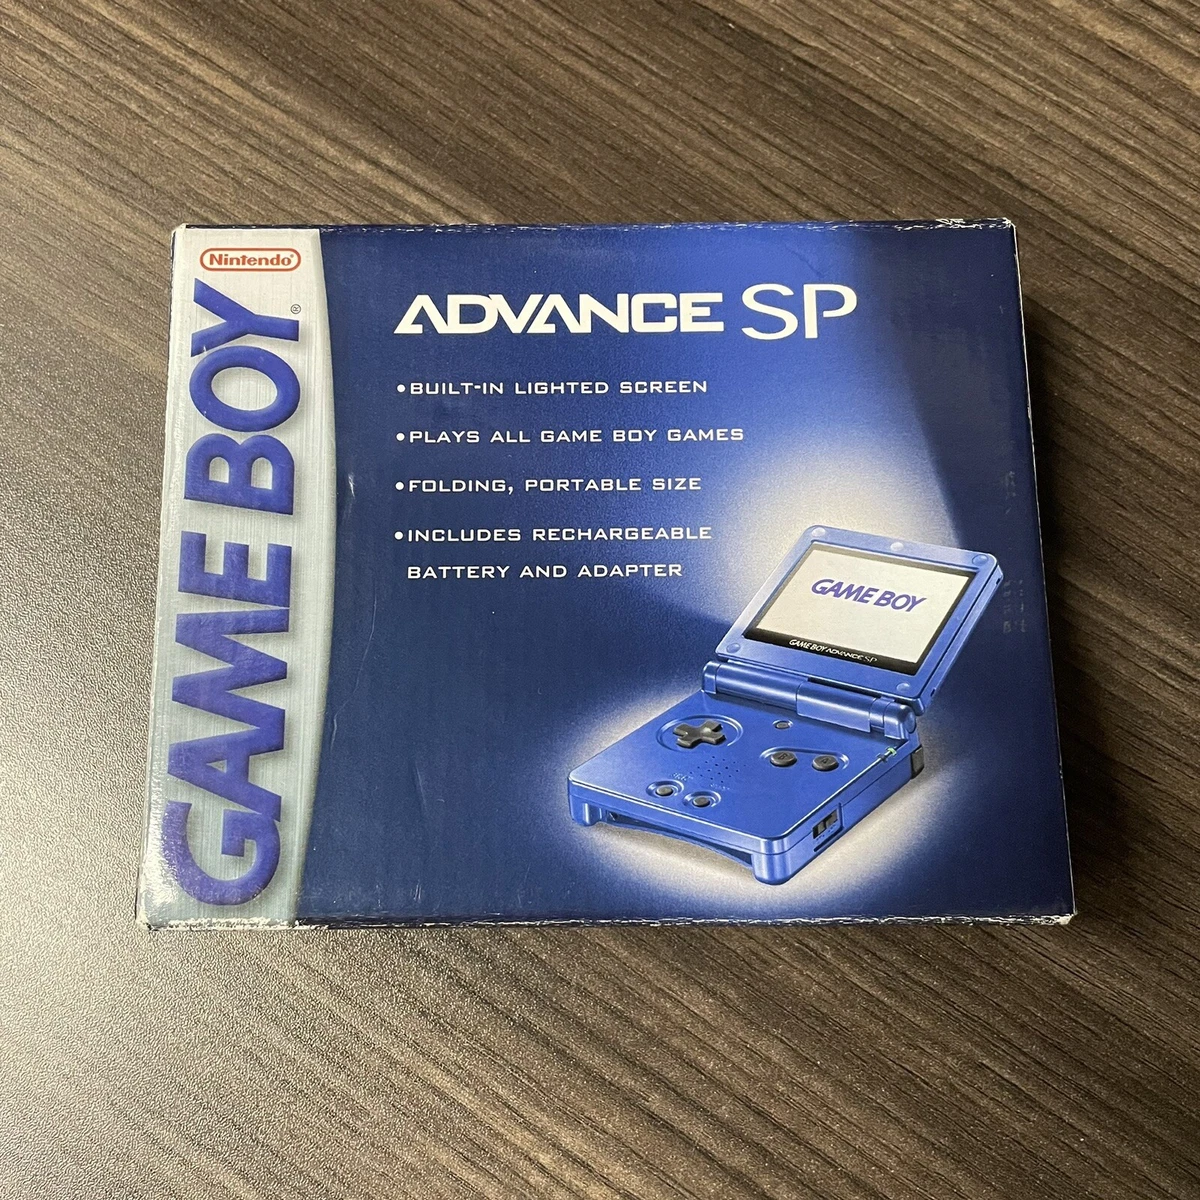 Nintendo®
GAME BOY®
ADVANCE SP
•BUILT-IN LIGHTED SCREEN
•PLAYS ALL GAME BOY GAMES
•FOLDING, PORTABLE SIZE
•INCLUDES RECHARGEABLE
BATTERY AND ADAPTER
GAME BOY
GAME BOY ADVANCE SP